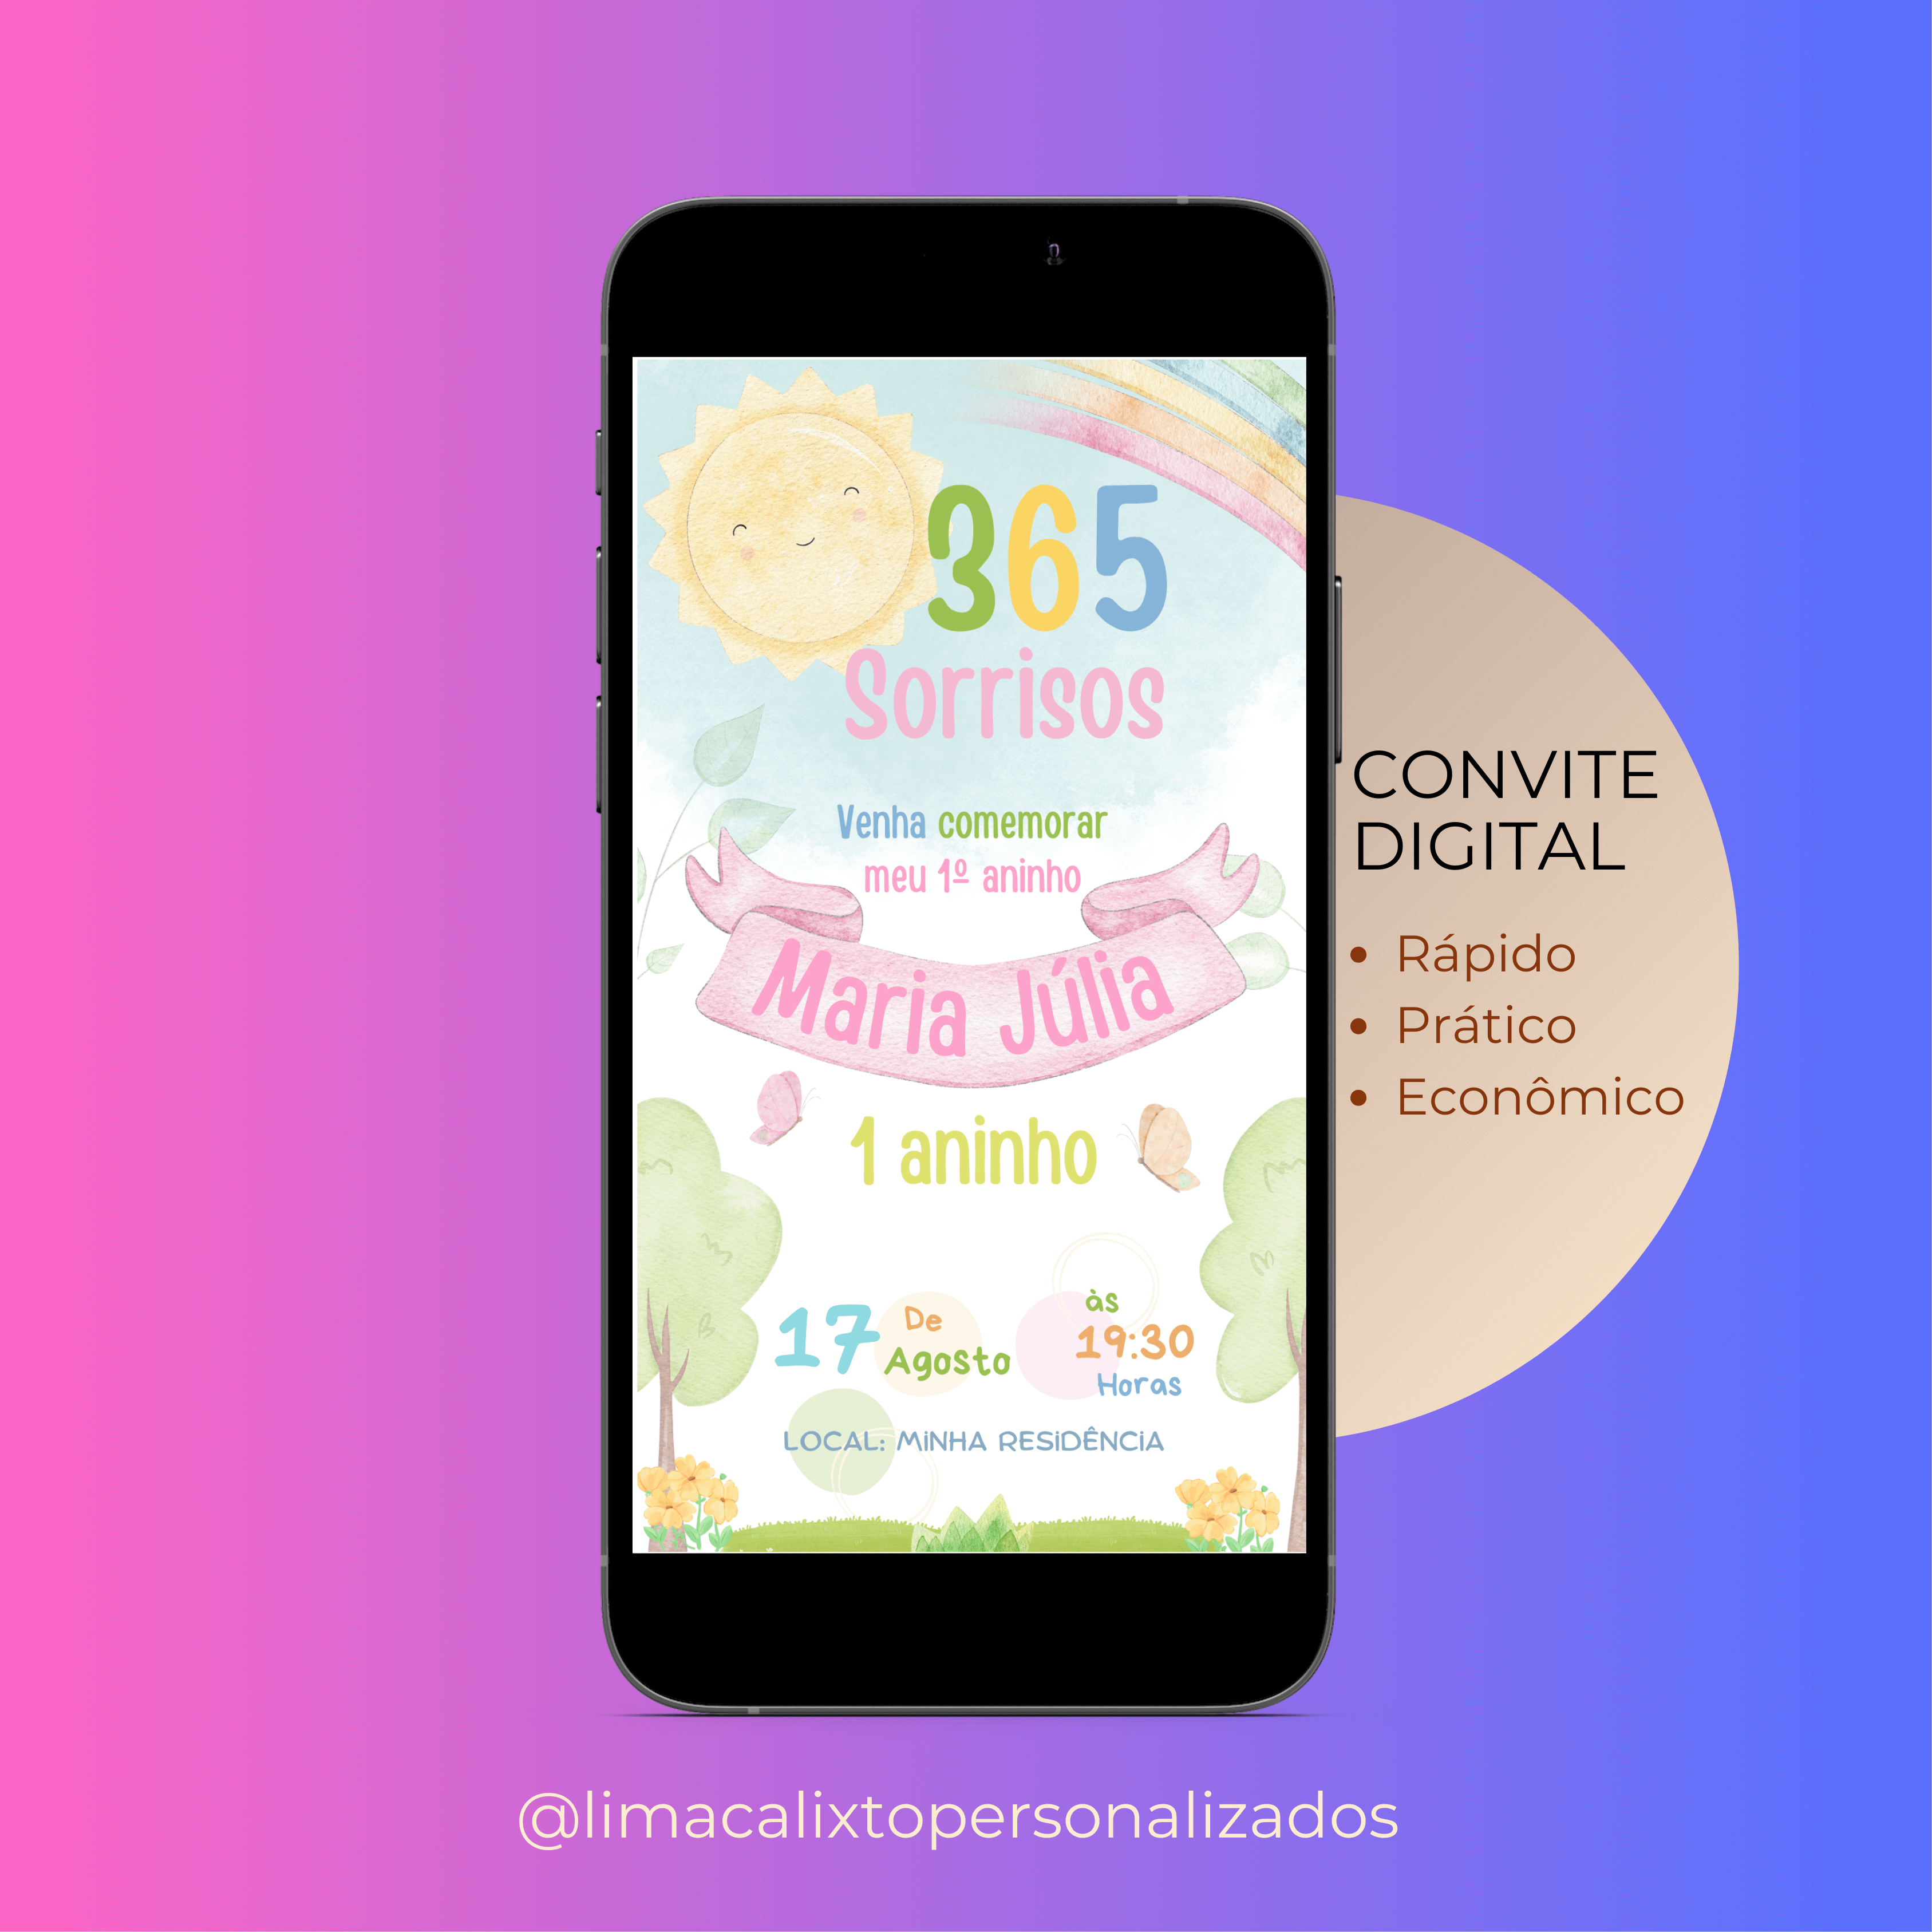 365
Sorrisos
Venha comemorar
meu 1º aninho
Maria Júlia
1 aninho
17 De Agosto
às
19:30
Horas
LOCAL: MINHA RESIDÊNCIA
CONVITE
DIGITAL
• Rápido
• Prático
• Econômico
@limacalixtopersonalizados